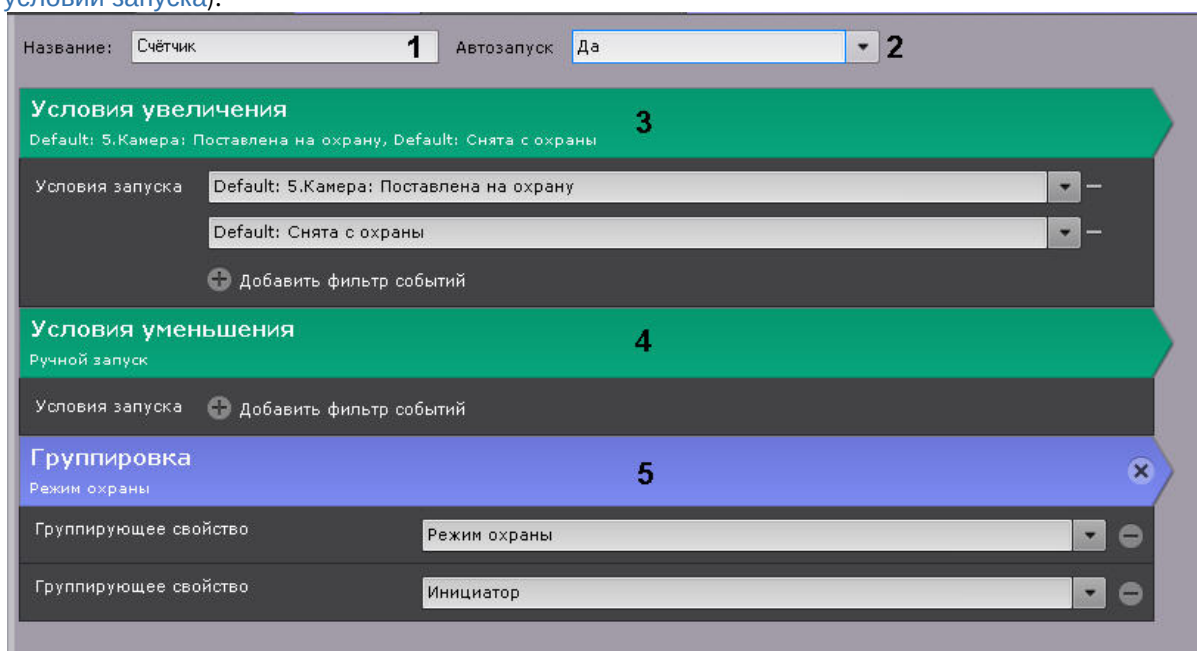 условий запуска).
Название: Счётчик 1 Автозапуск Да 2
Условия увеличения 3
Default: 5.Камера: Поставлена на охрану, Default: Снята с охраны
Условия запуска Default: 5.Камера: Поставлена на охрану
Default: Снята с охраны
Добавить фильтр событий
Условия уменьшения 4
Ручной запуск
Условия запуска Добавить фильтр событий
Группировка 5
Режим охраны
Группирующее свойство Режим охраны
Группирующее свойство Инициатор